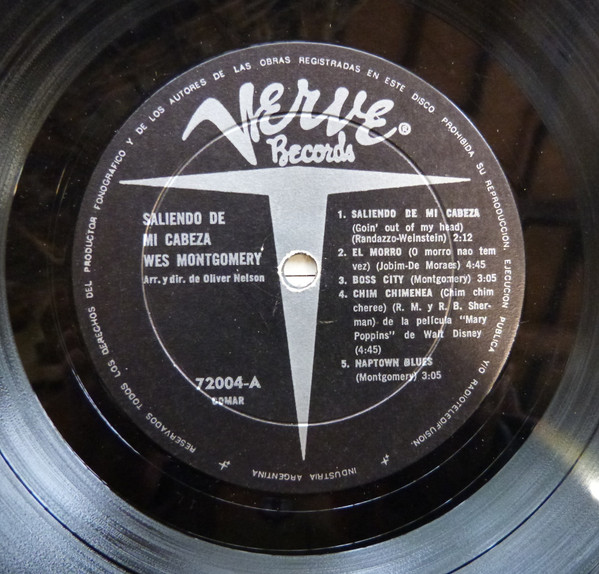 RESERVADOS TODOS LOS DERECHOS DEL PRODUCTOR FONOGRAFICO Y DE LOS AUTORES DE LAS OBRAS REGISTRADAS EN ESTE DISCO PROHIBIDA SU REPRODUCCION, EJECUCION PUBLICA Y/O RADIOTELEDIFUSION.
VERVE®
Records
SALIENDO DE
MI CABEZA
WES MONTGOMERY
Arr. y dir. de Oliver Nelson
1. SALIENDO DE MI CABEZA
(Goin' out of my head)
(Randazzo-Weinstein) 2:12
2. EL MORRO (O morro nao tem
vez) (Jobim-De Moraes) 4:45
3. BOSS CITY (Montgomery) 3:05
4. CHIM CHIMENEA (Chim chim
cheree) (R. M. y R. B. Sher-
man) de la película "Mary
Poppins" de Walt Disney
(4:45)
5. NAPTOWN BLUES
(Montgomery) 3:05
72004-A
GOMAR
INDUSTRIA ARGENTINA